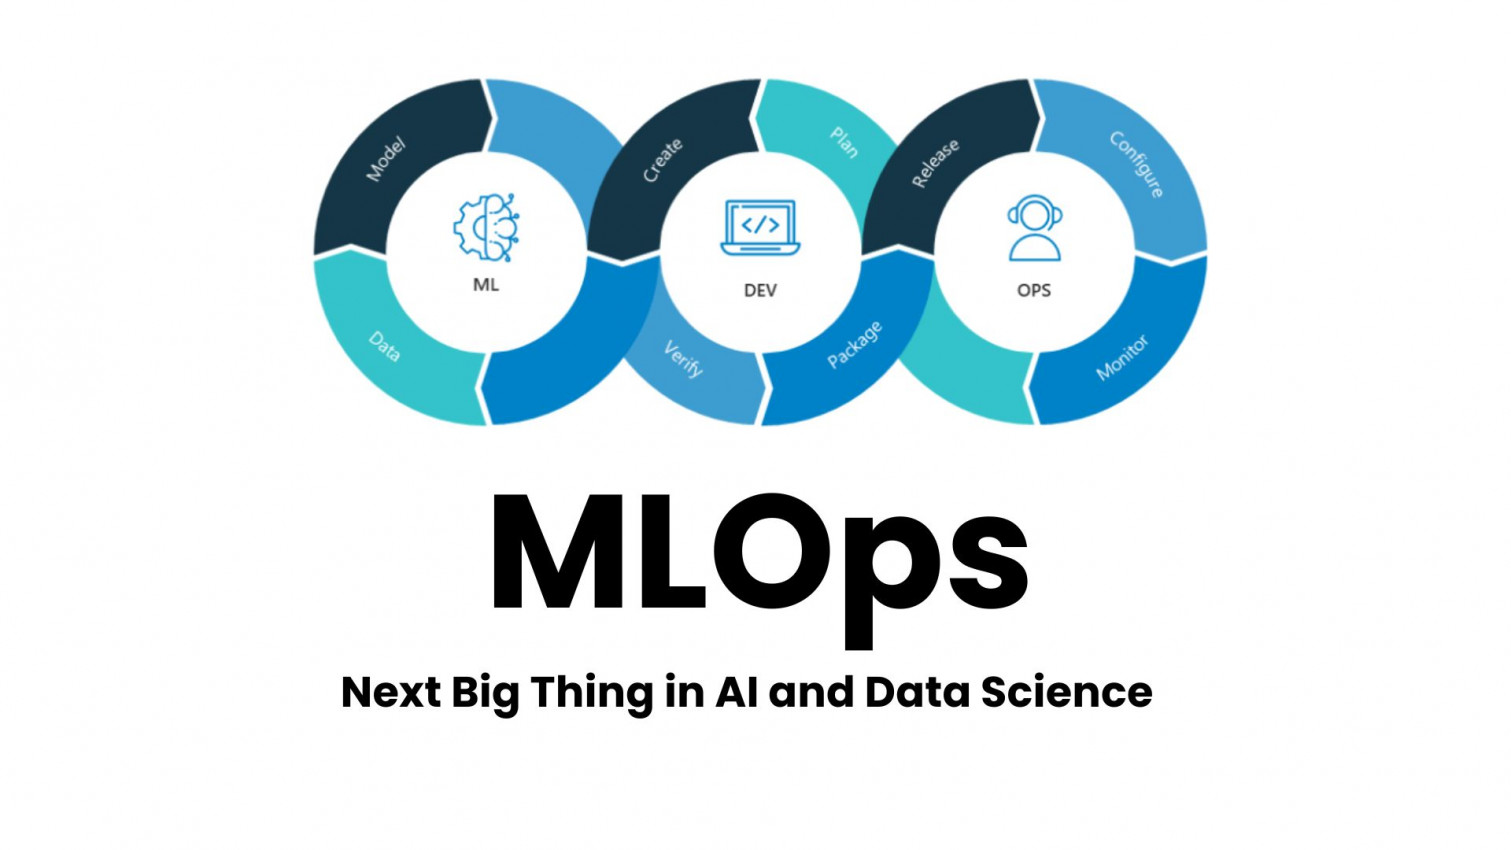 Model
Create
Plan
Release
Configure
ML
DEV
OPS
Data
Verify
Package
Monitor
MLOps
Next Big Thing in AI and Data Science